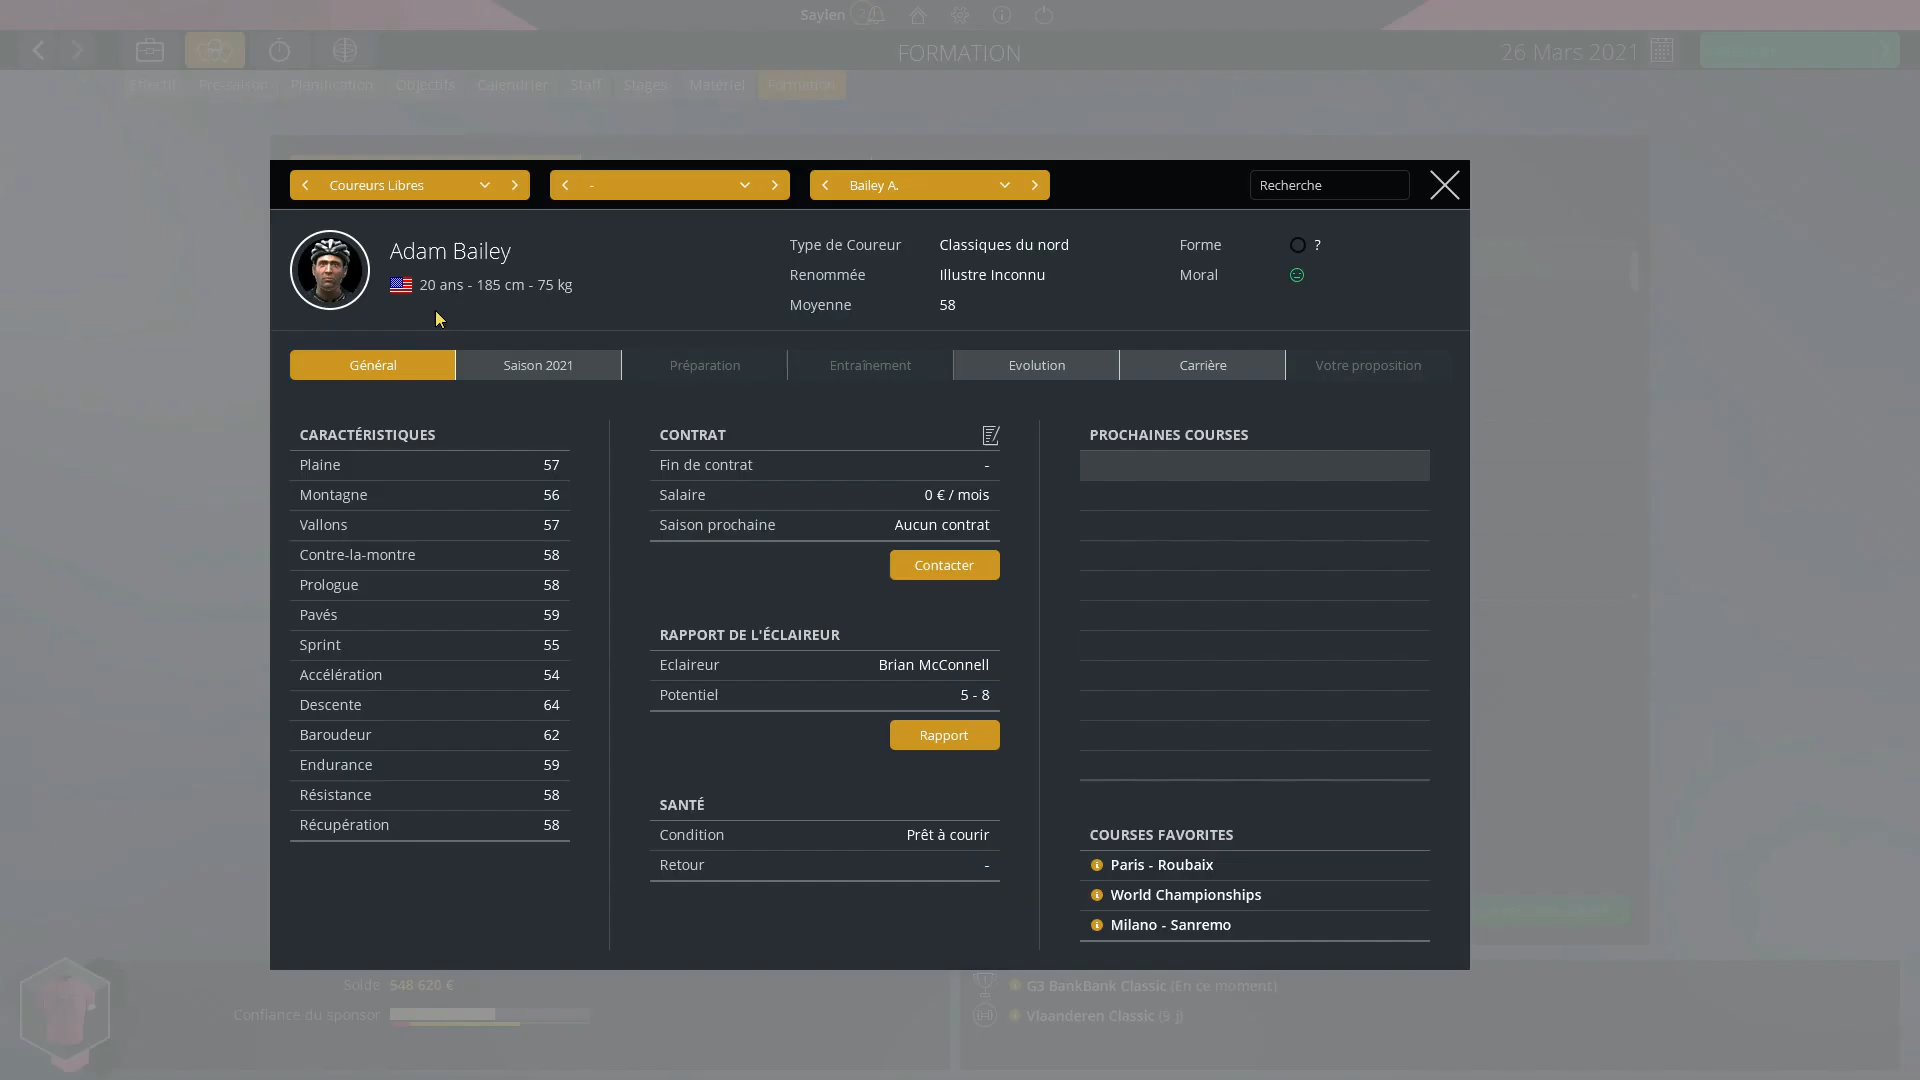 Saylen
FORMATION
26 Mars 2021
Effectif Pré-saison Planification Objectifs Calendrier Staff Stages Matériel Formation
Coureurs Libres - Bailey A. Recherche
Adam Bailey
20 ans - 185 cm - 75 kg
Type de Coureur Classiques du nord
Renommée Illustre Inconnu
Moyenne 58
Forme ?
Moral
Général Saison 2021 Préparation Entraînement Evolution Carrière Votre proposition
CARACTÉRISTIQUES
Plaine 57
Montagne 56
Vallons 57
Contre-la-montre 58
Prologue 58
Pavés 59
Sprint 55
Accélération 54
Descente 64
Baroudeur 62
Endurance 59
Résistance 58
Récupération 58
CONTRAT
Fin de contrat -
Salaire 0 € / mois
Saison prochaine Aucun contrat
Contacter
RAPPORT DE L'ÉCLAIREUR
Eclaireur Brian McConnell
Potentiel 5 - 8
Rapport
SANTÉ
Condition Prêt à courir
Retour -
PROCHAINES COURSES
COURSES FAVORITES
Paris - Roubaix
World Championships
Milano - Sanremo
Solde 548 620 €
Confiance du sponsor
G3 BankBank Classic (En ce moment)
Vlaanderen Classic (9 j)